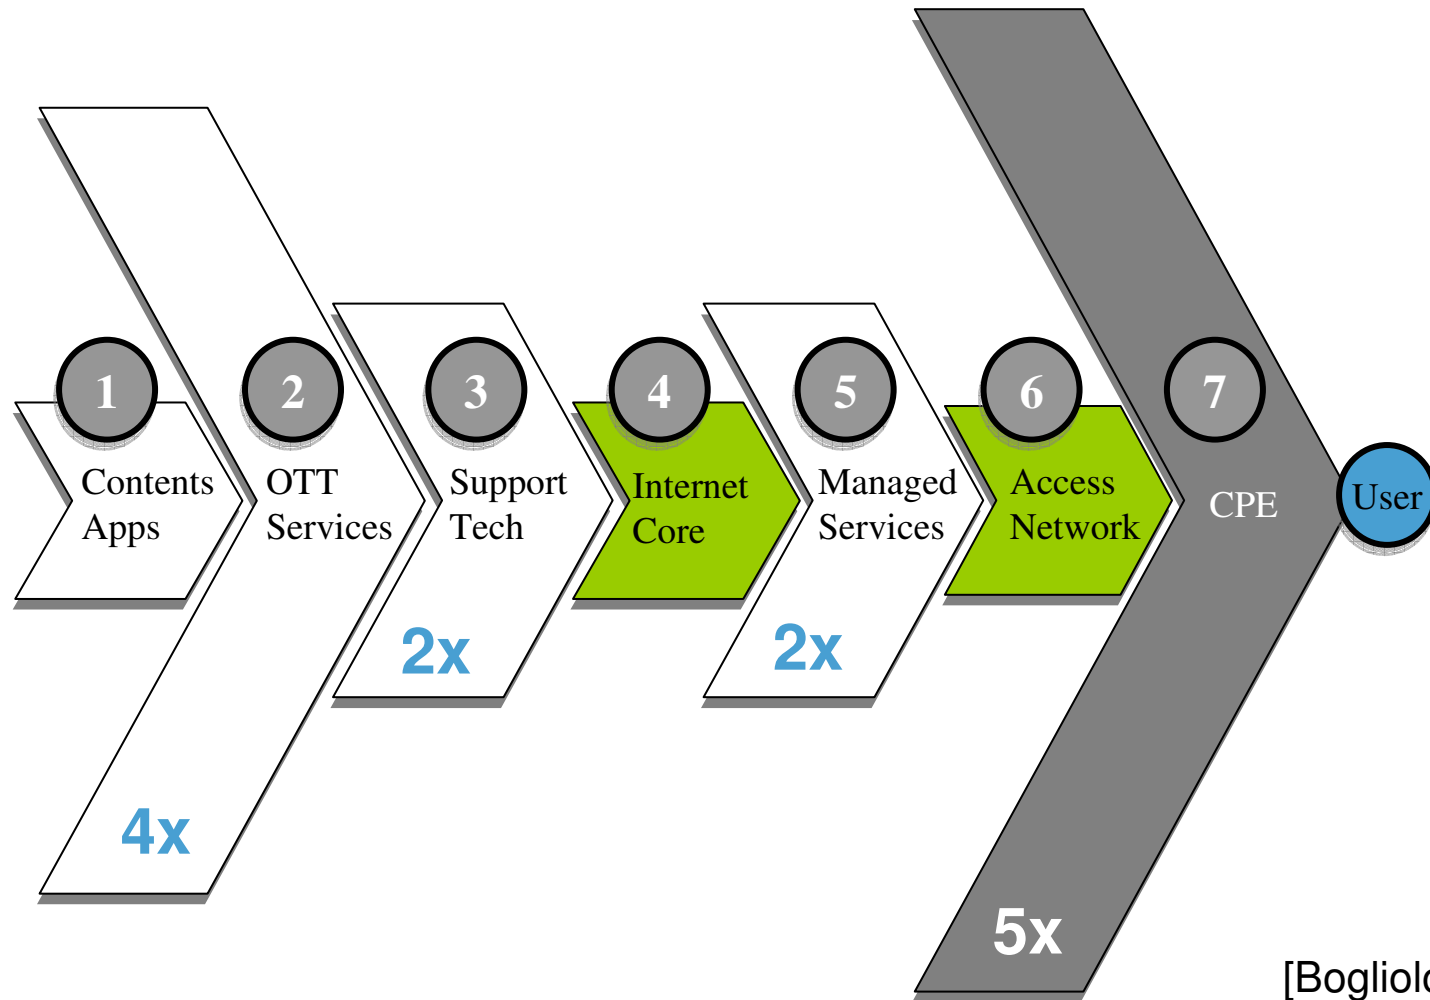 1
Contents
Apps
2
OTT
Services
4x
3
Support
Tech
2x
4
Internet
Core
5
Managed
Services
2x
6
Access
Network
7
CPE
5x
User